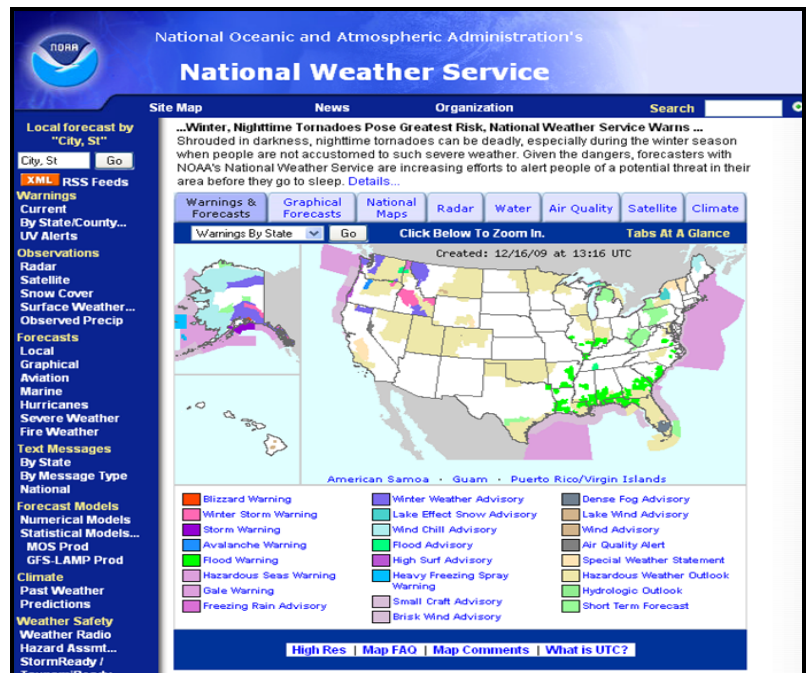 NOAA
National Oceanic and Atmospheric Administration's
National Weather Service
Site Map News Organization Search
Local forecast by
"City, St"
City, St Go
XML RSS Feeds
Warnings
Current
By State/County...
UV Alerts
Observations
Radar
Satellite
Snow Cover
Surface Weather...
Observed Precip
Forecasts
Local
Graphical
Aviation
Marine
Hurricanes
Severe Weather
Fire Weather
Text Messages
By State
By Message Type
National
Forecast Models
Numerical Models
Statistical Models...
MOS Prod
GFS-LAMP Prod
Climate
Past Weather
Predictions
Weather Safety
Weather Radio
Hazard Assmt...
StormReady /
...Winter, Nighttime Tornadoes Pose Greatest Risk, National Weather Service Warns ...
Shrouded in darkness, nighttime tornadoes can be deadly, especially during the winter season
when people are not accustomed to such severe weather. Given the dangers, forecasters with
NOAA's National Weather Service are increasing efforts to alert people of a potential threat in their
area before they go to sleep. Details...
Warnings & Forecasts
Graphical Forecasts
National Maps
Radar
Water
Air Quality
Satellite
Climate
Warnings By State Go Click Below To Zoom In. Tabs At A Glance
Created: 12/16/09 at 13:16 UTC
American Samoa · Guam · Puerto Rico/Virgin Islands
Blizzard Warning
Winter Storm Warning
Storm Warning
Avalanche Warning
Flood Warning
Hazardous Seas Warning
Gale Warning
Freezing Rain Advisory
Winter Weather Advisory
Lake Effect Snow Advisory
Wind Chill Advisory
Flood Advisory
High Surf Advisory
Heavy Freezing Spray
Warning
Small Craft Advisory
Brisk Wind Advisory
Dense Fog Advisory
Lake Wind Advisory
Wind Advisory
Air Quality Alert
Special Weather Statement
Hazardous Weather Outlook
Hydrologic Outlook
Short Term Forecast
High Res | Map FAQ | Map Comments | What is UTC?